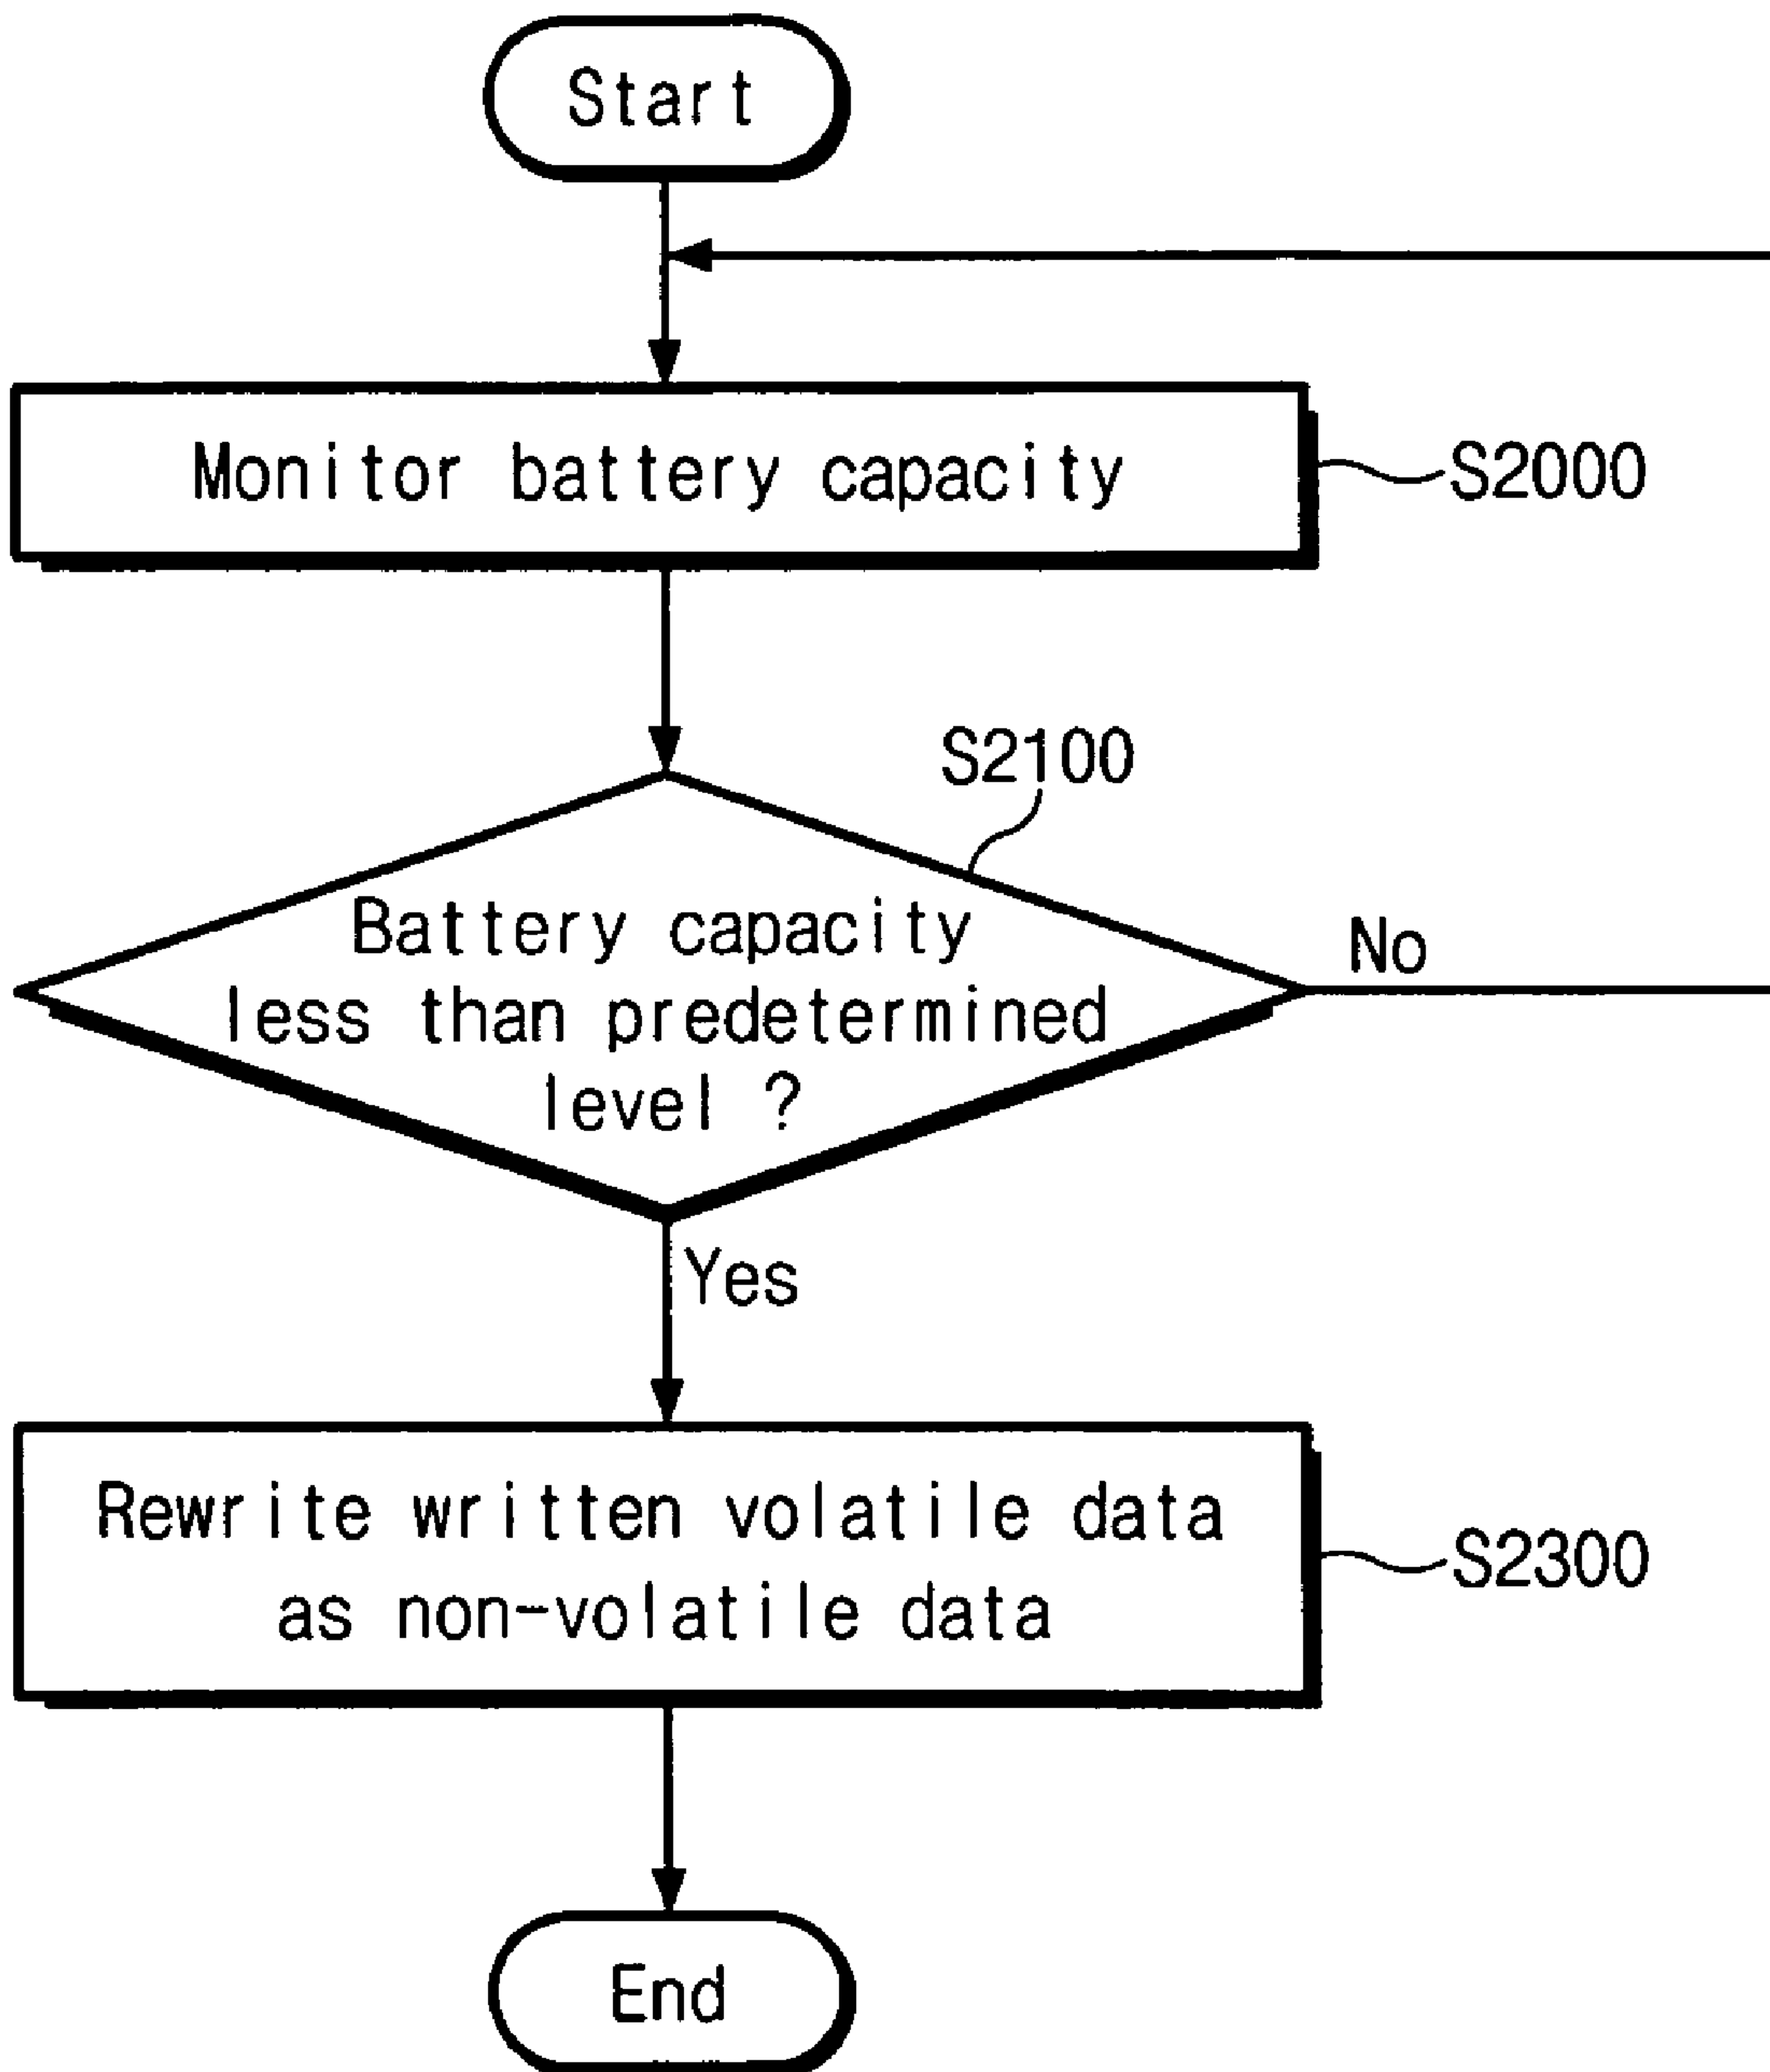 Start
Monitor battery capacity
S2000
S2100
Battery capacity
less than predetermined
level ?
No
Yes
Rewrite written volatile data
as non-volatile data
S2300
End